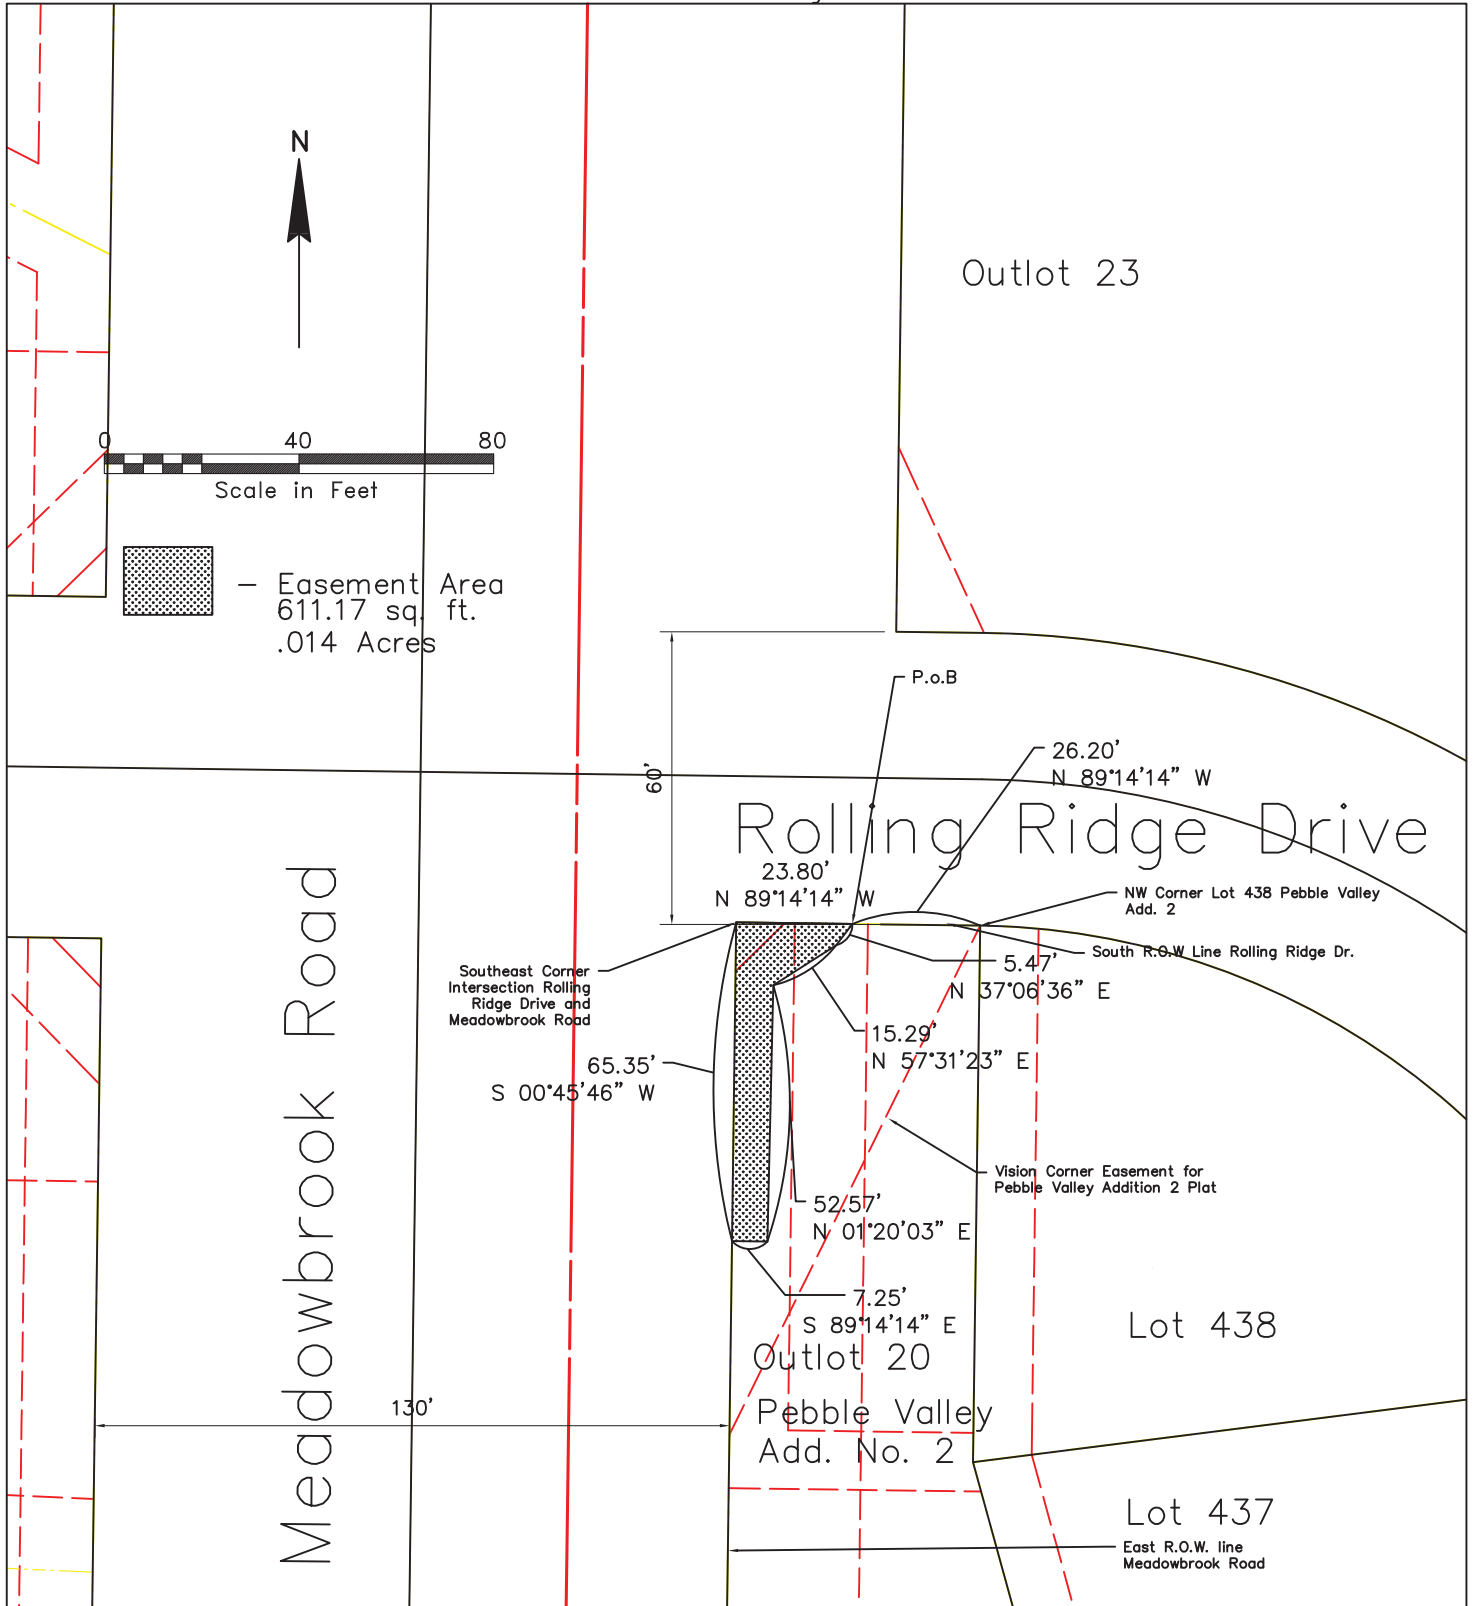 N
Outlot 23
0 40 80
Scale in Feet
– Easement Area
611.17 sq. ft.
.014 Acres
P.o.B
26.20'
N 89°14'14" W
60'
Rolling Ridge Drive
23.80'
N 89°14'14" W
NW Corner Lot 438 Pebble Valley
Add. 2
South R.O.W Line Rolling Ridge Dr.
5.47'
N 37°06'36" E
Southeast Corner
Intersection Rolling
Ridge Drive and
Meadowbrook Road
15.29'
N 57°31'23" E
65.35'
S 00°45'46" W
Meadowbrook Road
Vision Corner Easement for
Pebble Valley Addition 2 Plat
52.57'
N 01°20'03" E
7.25'
S 89°14'14" E
Lot 438
Outlot 20
130'
Pebble Valley
Add. No. 2
Lot 437
East R.O.W. line
Meadowbrook Road